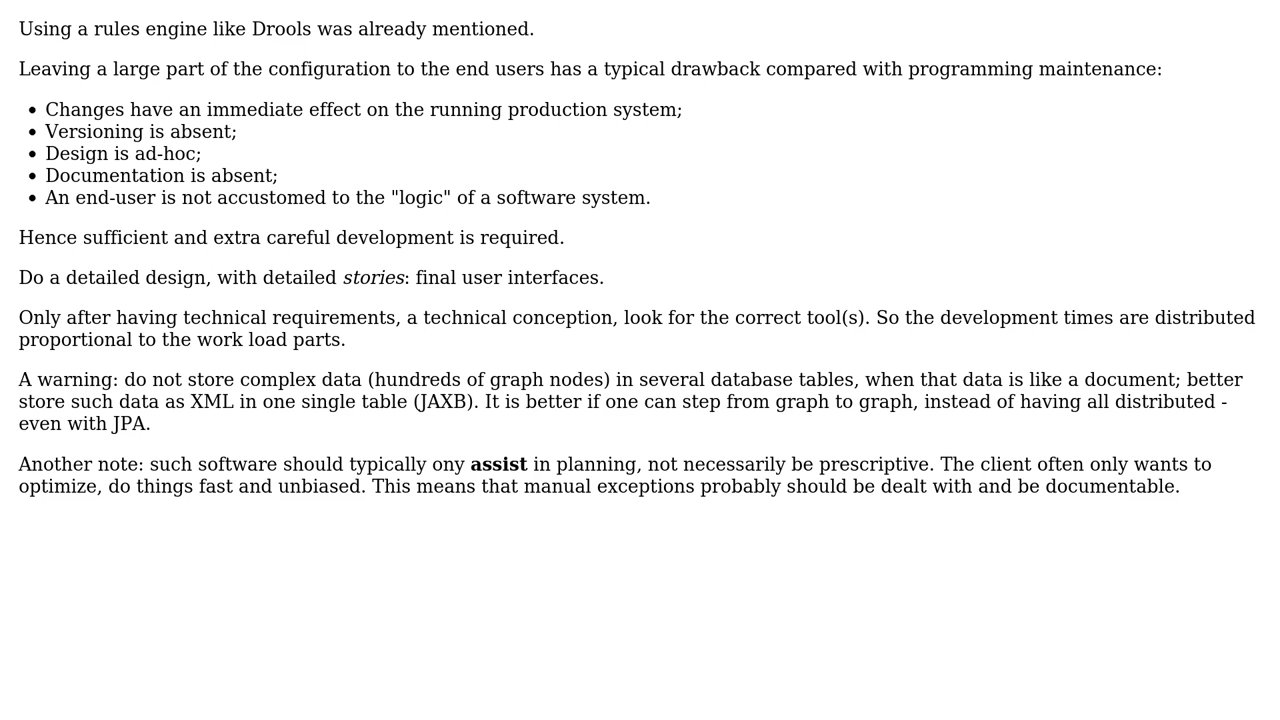 Using a rules engine like Drools was already mentioned.
Leaving a large part of the configuration to the end users has a typical drawback compared with programming maintenance:
• Changes have an immediate effect on the running production system;
• Versioning is absent;
• Design is ad-hoc;
• Documentation is absent;
• An end-user is not accustomed to the "logic" of a software system.
Hence sufficient and extra careful development is required.
Do a detailed design, with detailed stories: final user interfaces.
Only after having technical requirements, a technical conception, look for the correct tool(s). So the development times are distributed
proportional to the work load parts.
A warning: do not store complex data (hundreds of graph nodes) in several database tables, when that data is like a document; better
store such data as XML in one single table (JAXB). It is better if one can step from graph to graph, instead of having all distributed -
even with JPA.
Another note: such software should typically ony assist in planning, not necessarily be prescriptive. The client often only wants to
optimize, do things fast and unbiased. This means that manual exceptions probably should be dealt with and be documentable.